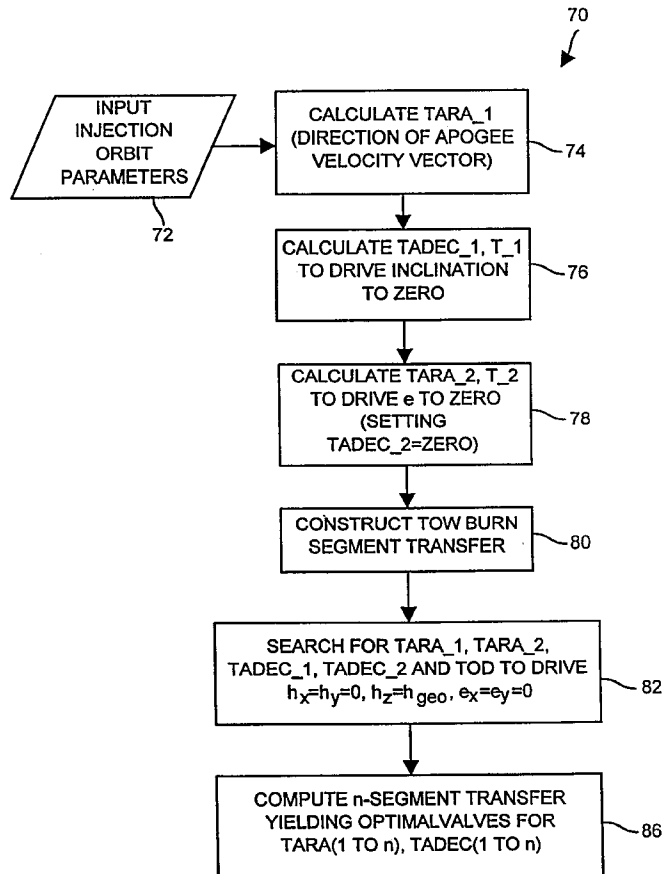 70
INPUT
INJECTION
ORBIT
PARAMETERS
72
CALCULATE TARA_1
(DIRECTION OF APOGEE
VELOCITY VECTOR)
74
CALCULATE TADEC_1, T_1
TO DRIVE INCLINATION
TO ZERO
76
CALCULATE TARA_2, T_2
TO DRIVE e TO ZERO
(SETTING
TADEC_2=ZERO)
78
CONSTRUCT TOW BURN
SEGMENT TRANSFER
80
SEARCH FOR TARA_1, TARA_2,
TADEC_1, TADEC_2 AND TOD TO DRIVE
hx=hy=0, hz=hgeo, ex=ey=0
82
COMPUTE n-SEGMENT TRANSFER
YIELDING OPTIMALVALVES FOR
TARA(1 TO n), TADEC(1 TO n)
86